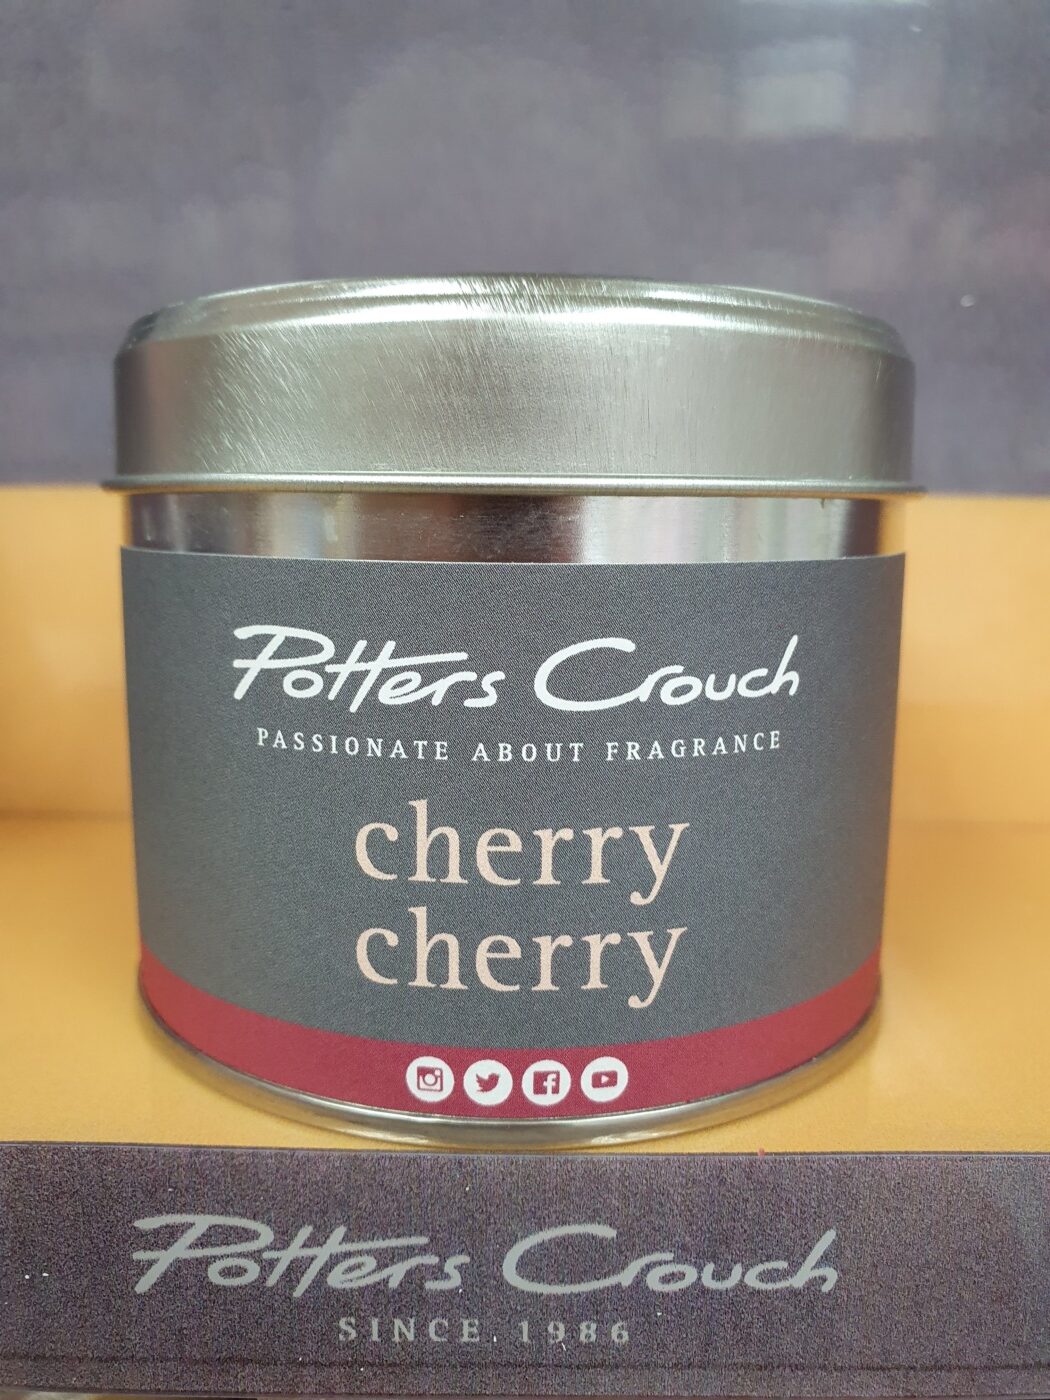 Potters Crouch
PASSIONATE ABOUT FRAGRANCE
cherry
cherry
Potters Crouch
SINCE 1986